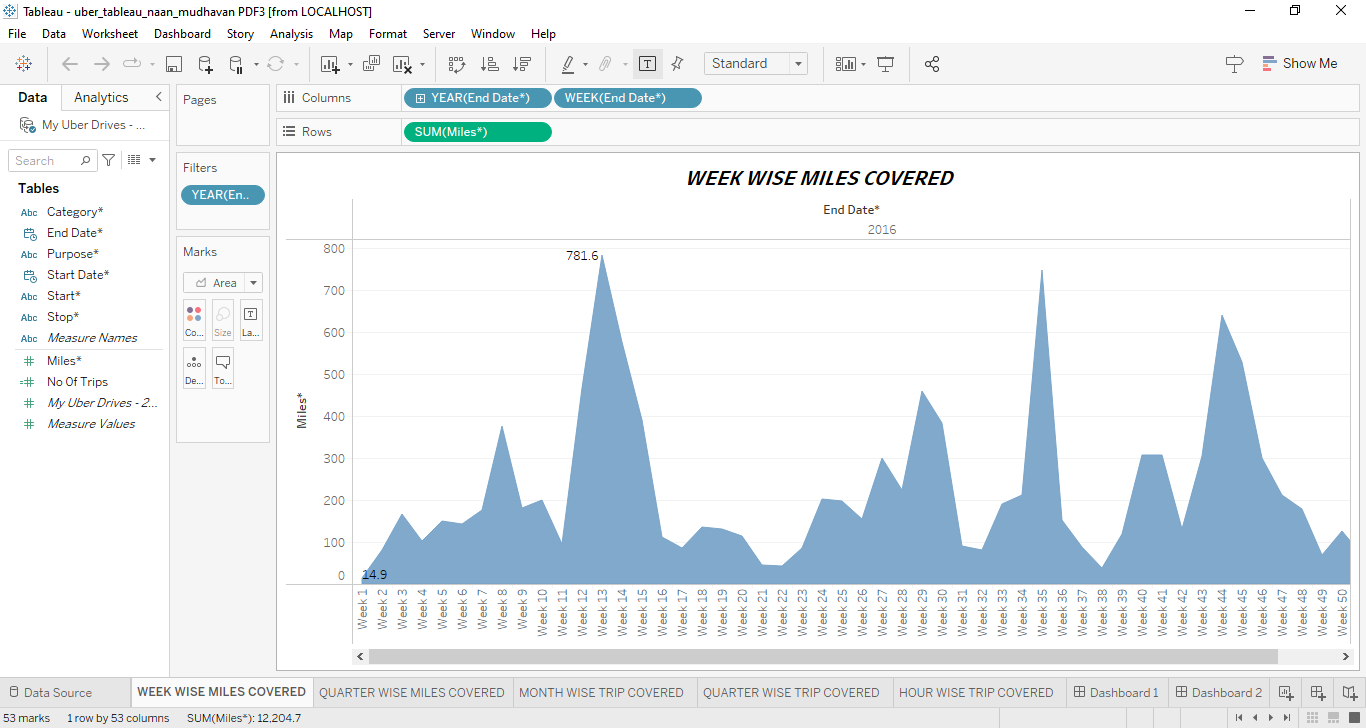 Tableau - uber_tableau_naan_mudhavan PDF3 [from LOCALHOST]
File Data Worksheet Dashboard Story Analysis Map Format Server Window Help
Standard
Show Me
Data Analytics
My Uber Drives - ...
Search
Tables
Abc Category*
End Date*
Abc Purpose*
Start Date*
Abc Start*
Abc Stop*
Abc Measure Names
Miles*
No Of Trips
My Uber Drives - 2...
Measure Values
Pages
Filters
YEAR(En..
Marks
Area
Co... Size La...
De... To...
Columns YEAR(End Date*) WEEK(End Date*)
Rows SUM(Miles*)
WEEK WISE MILES COVERED
End Date*
2016
Miles*
800
700
600
500
400
300
200
100
0
781.6
14.9
Week 1
Week 2
Week 3
Week 4
Week 5
Week 6
Week 7
Week 8
Week 9
Week 10
Week 11
Week 12
Week 13
Week 14
Week 15
Week 16
Week 17
Week 18
Week 19
Week 20
Week 21
Week 22
Week 23
Week 24
Week 25
Week 26
Week 27
Week 28
Week 29
Week 30
Week 31
Week 32
Week 33
Week 34
Week 35
Week 36
Week 37
Week 38
Week 39
Week 40
Week 41
Week 42
Week 43
Week 44
Week 45
Week 46
Week 47
Week 48
Week 49
Week 50
Data Source WEEK WISE MILES COVERED QUARTER WISE MILES COVERED MONTH WISE TRIP COVERED QUARTER WISE TRIP COVERED HOUR WISE TRIP COVERED Dashboard 1 Dashboard 2
53 marks 1 row by 53 columns SUM(Miles*): 12,204.7